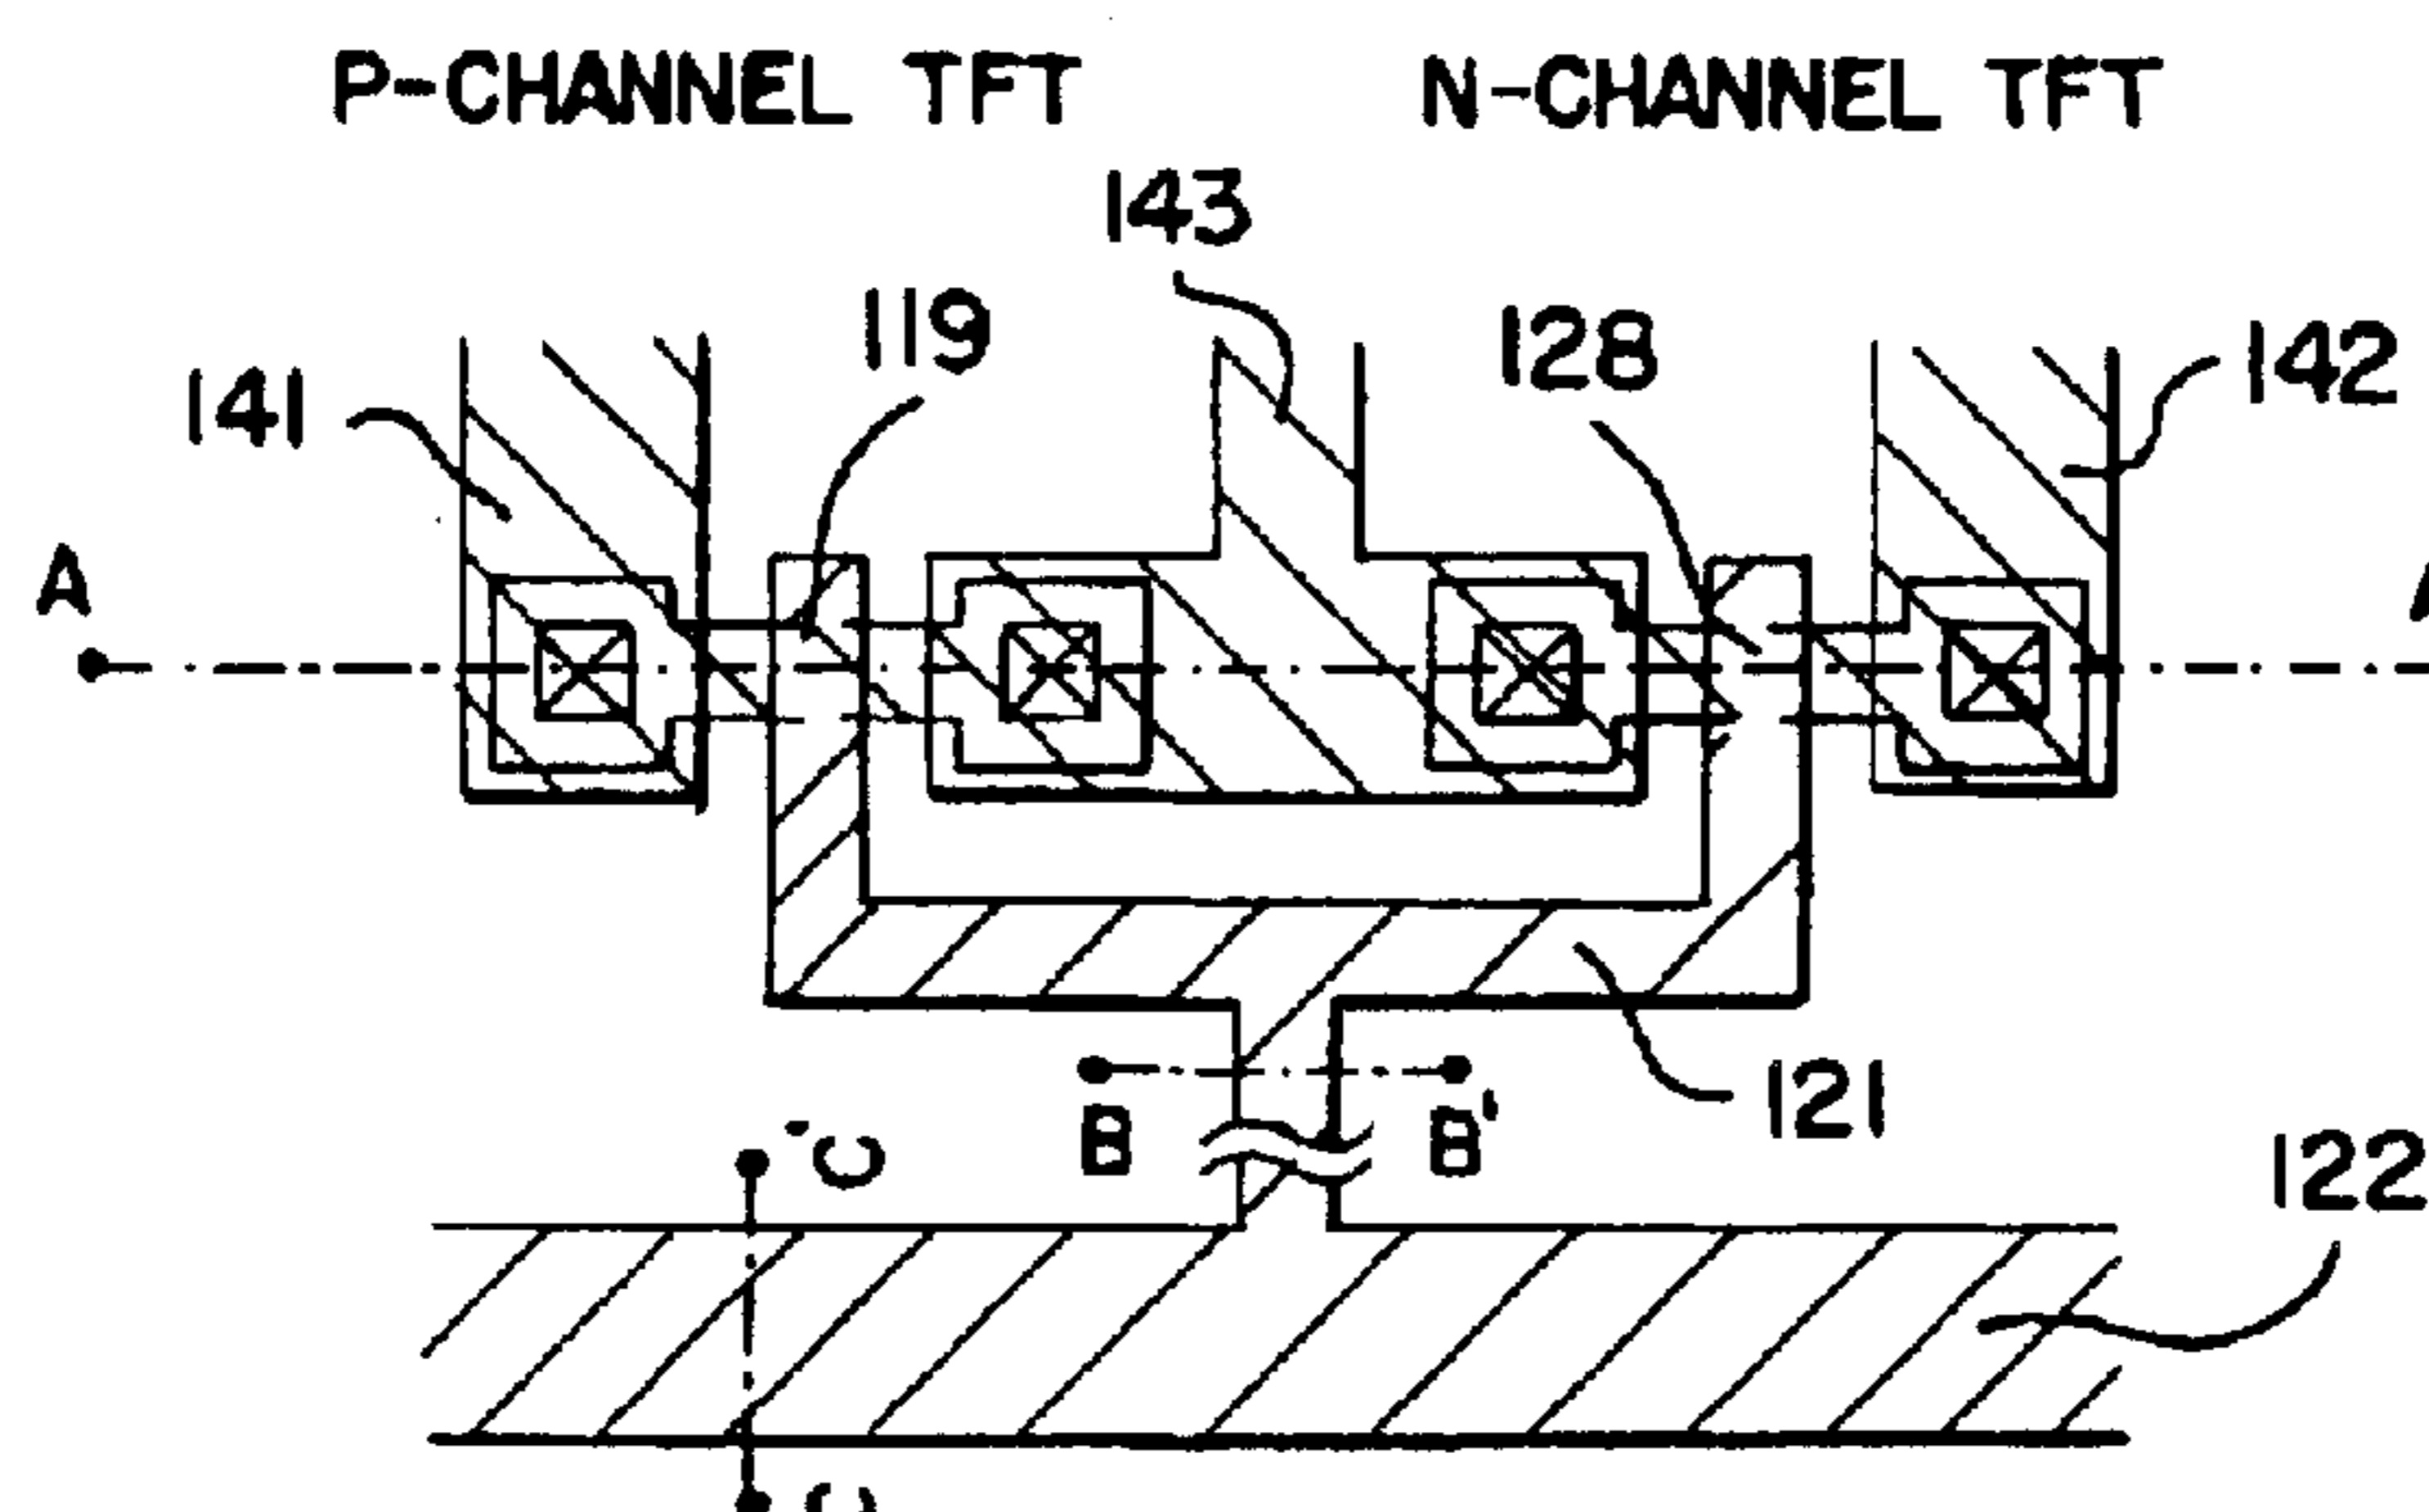 P-CHANNEL TFT
N-CHANNEL TFT
143
119
128
141
142
A
121
B
B'
C'
122